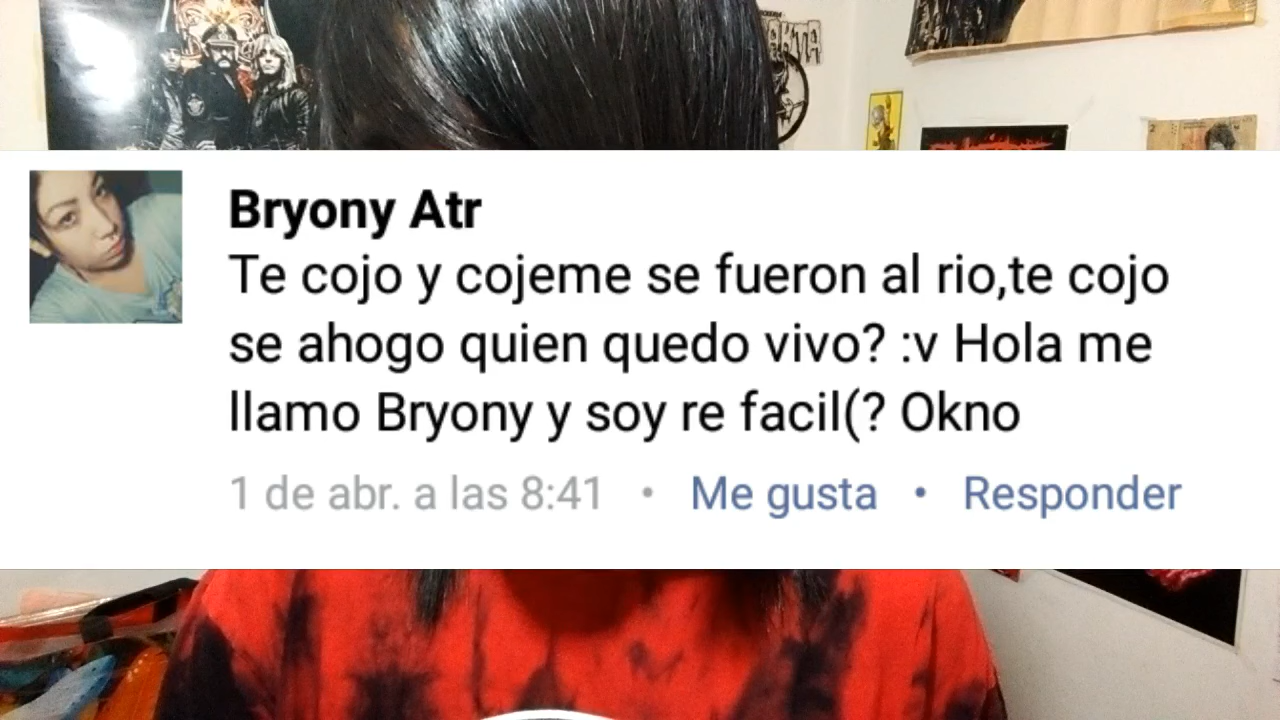 Bryony Atr
Te cojo y cojeme se fueron al rio,te cojo
se ahogo quien quedo vivo? :v Hola me
llamo Bryony y soy re facil(? Okno
1 de abr. a las 8:41 • Me gusta • Responder